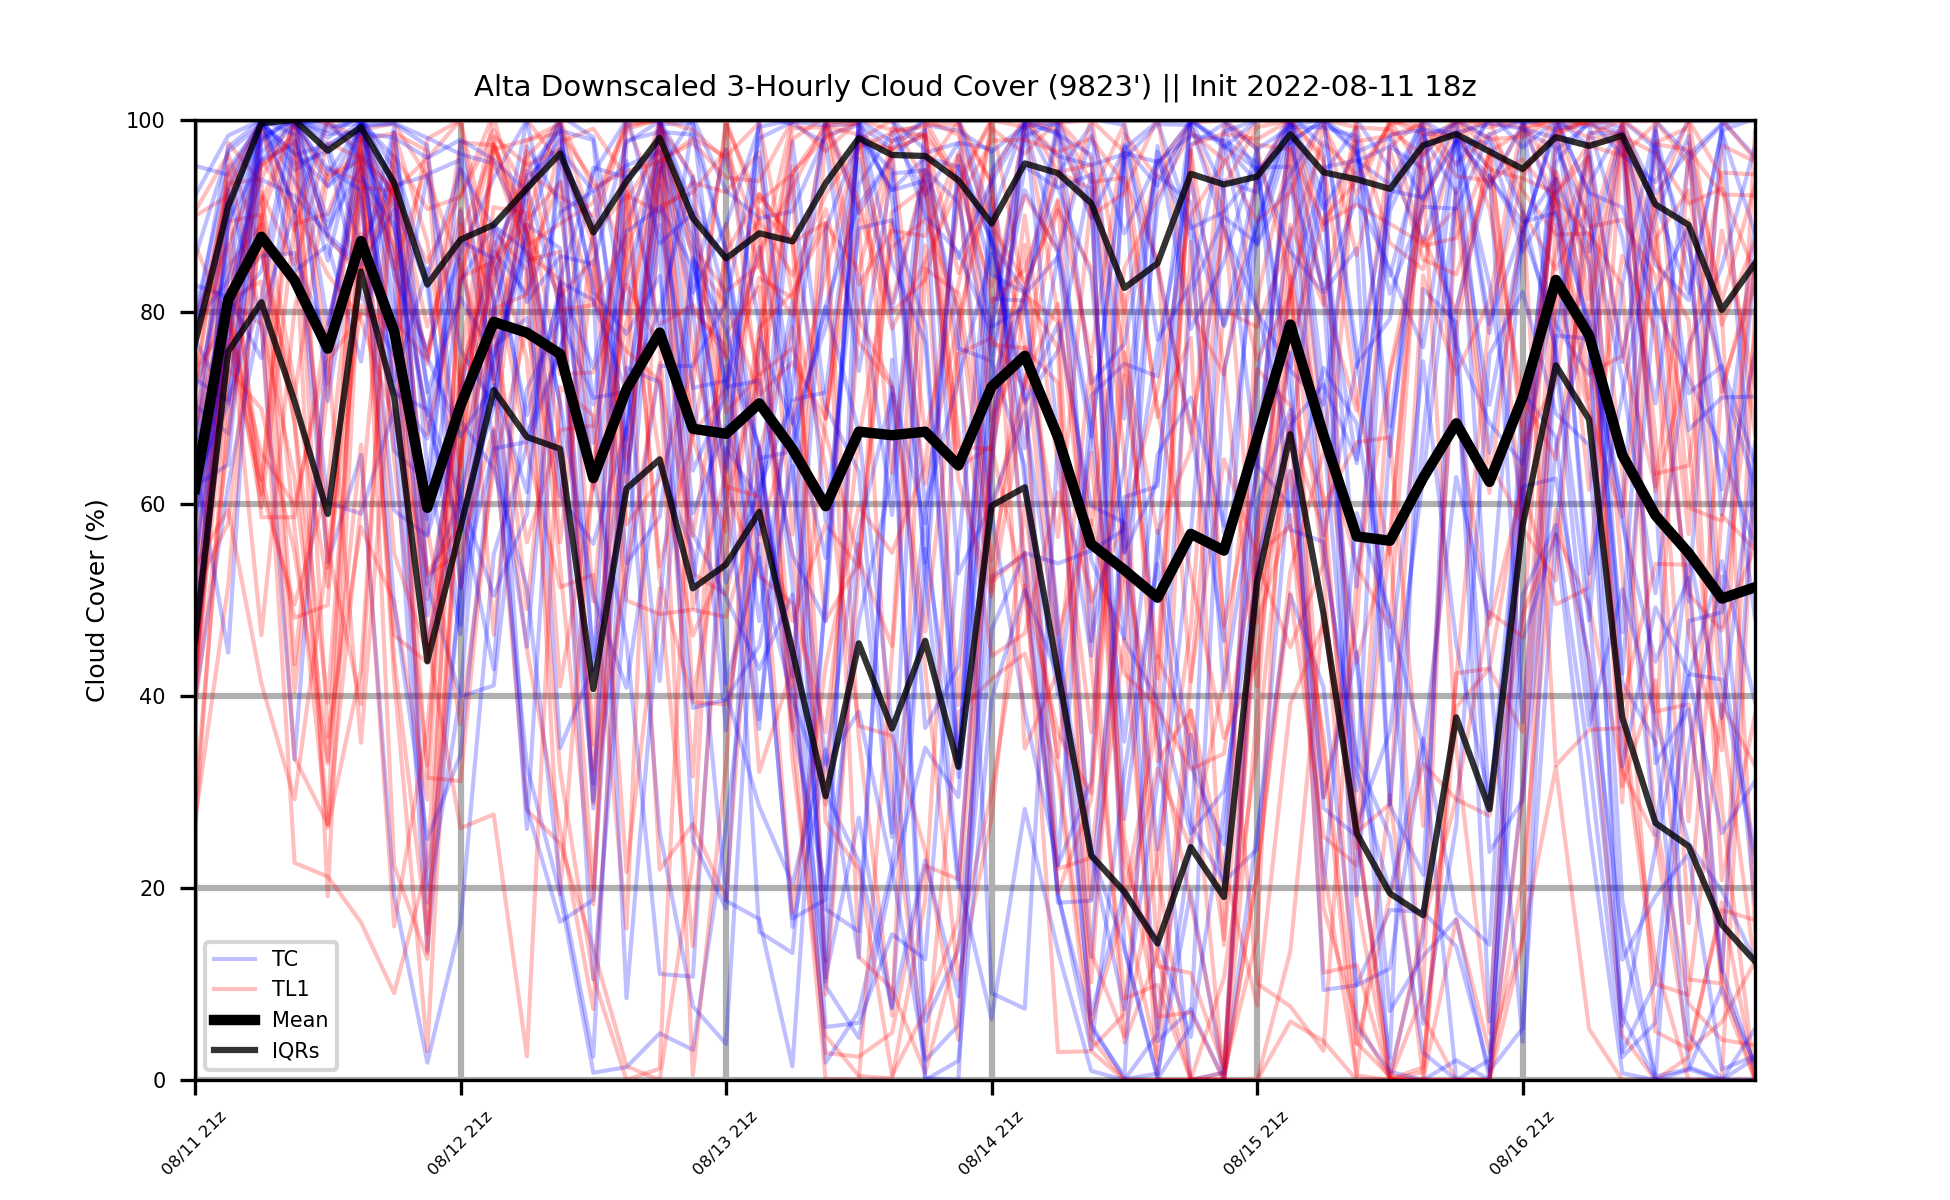 Alta Downscaled 3-Hourly Cloud Cover (9823') || Init 2022-08-11 18z
Cloud Cover (%)
100
80
60
40
20
0
TC
TL1
Mean
IQRs
08/11 21z
08/12 21z
08/13 21z
08/14 21z
08/15 21z
08/16 21z